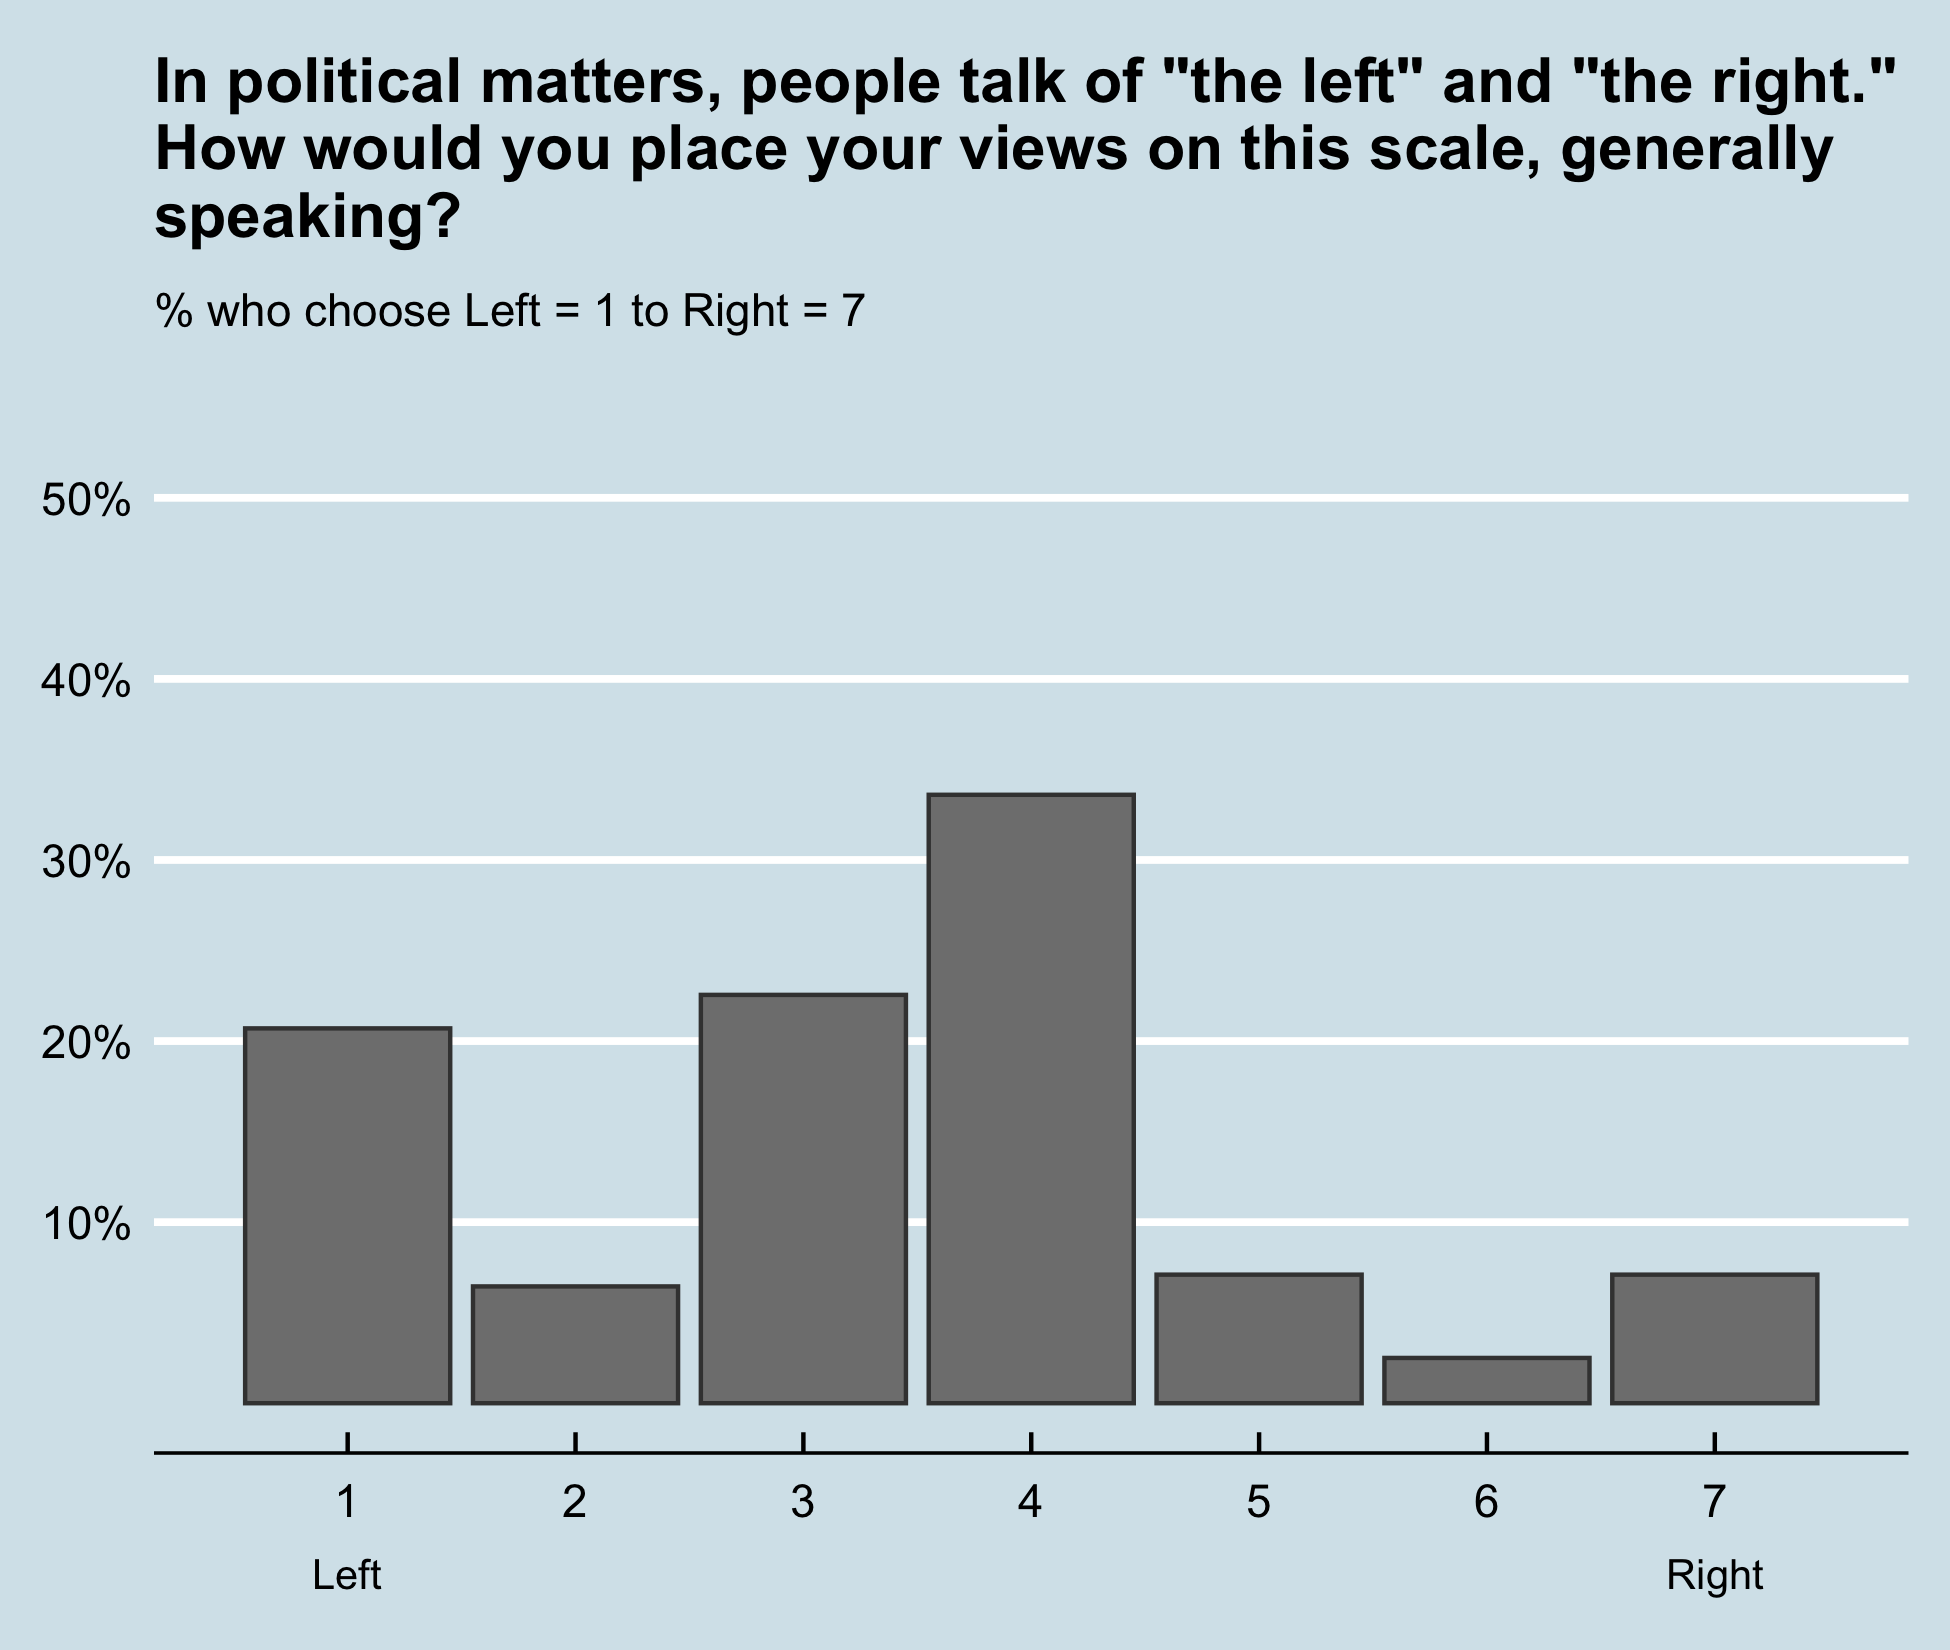 In political matters, people talk of "the left" and "the right."
How would you place your views on this scale, generally
speaking?
% who choose Left = 1 to Right = 7
50%
40%
30%
20%
10%
1 2 3 4 5 6 7
Left Right